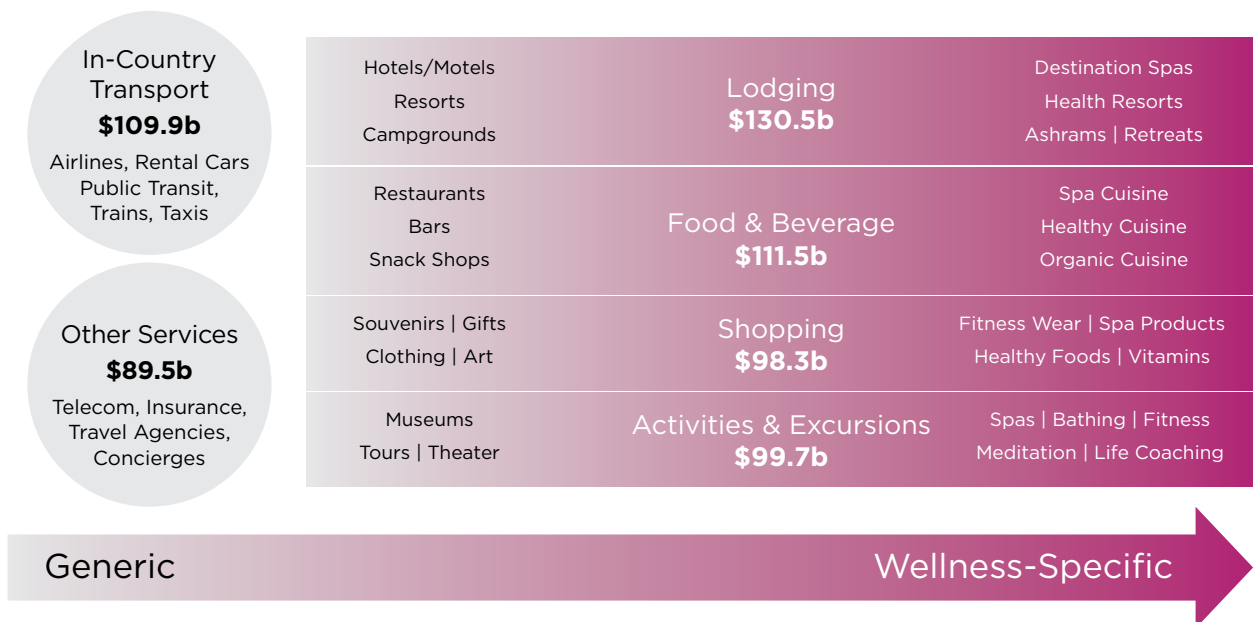 In-Country
Transport
$109.9b
Airlines, Rental Cars
Public Transit,
Trains, Taxis
Other Services
$89.5b
Telecom, Insurance,
Travel Agencies,
Concierges
Hotels/Motels
Resorts
Campgrounds
Lodging
$130.5b
Destination Spas
Health Resorts
Ashrams | Retreats
Restaurants
Bars
Snack Shops
Food & Beverage
$111.5b
Spa Cuisine
Healthy Cuisine
Organic Cuisine
Souvenirs | Gifts
Clothing | Art
Shopping
$98.3b
Fitness Wear | Spa Products
Healthy Foods | Vitamins
Museums
Tours | Theater
Activities & Excursions
$99.7b
Spas | Bathing | Fitness
Meditation | Life Coaching
Generic
Wellness-Specific